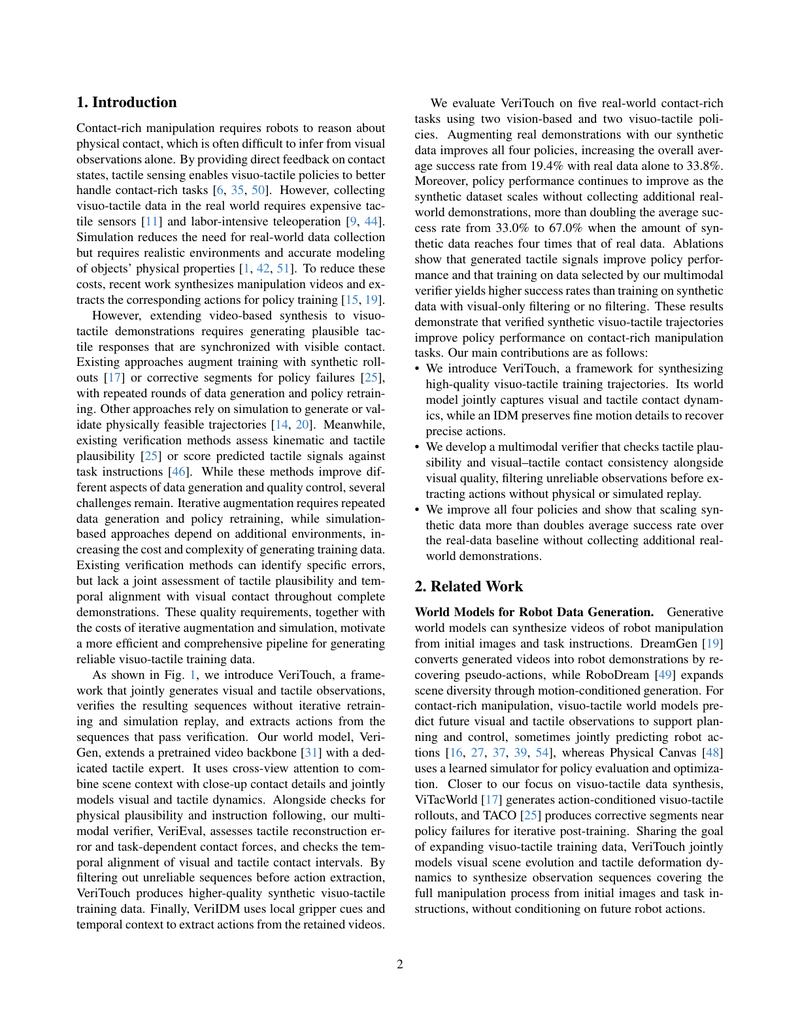 1. Introduction
Contact-rich manipulation requires robots to reason about
physical contact, which is often difficult to infer from visual
observations alone. By providing direct feedback on contact
states, tactile sensing enables visuo-tactile policies to better
handle contact-rich tasks [6, 35, 50]. However, collecting
visuo-tactile data in the real world requires expensive tac-
tile sensors [11] and labor-intensive teleoperation [9, 44].
Simulation reduces the need for real-world data collection
but requires realistic environments and accurate modeling
of objects' physical properties [1, 42, 51]. To reduce these
costs, recent work synthesizes manipulation videos and ex-
tracts the corresponding actions for policy training [15, 19].
However, extending video-based synthesis to visuo-
tactile demonstrations requires generating plausible tac-
tile responses that are synchronized with visible contact.
Existing approaches augment training with synthetic roll-
outs [17] or corrective segments for policy failures [25],
with repeated rounds of data generation and policy retrain-
ing. Other approaches rely on simulation to generate or val-
idate physically feasible trajectories [14, 20]. Meanwhile,
existing verification methods assess kinematic and tactile
plausibility [25] or score predicted tactile signals against
task instructions [46]. While these methods improve dif-
ferent aspects of data generation and quality control, several
challenges remain. Iterative augmentation requires repeated
data generation and policy retraining, while simulation-
based approaches depend on additional environments, in-
creasing the cost and complexity of generating training data.
Existing verification methods can identify specific errors,
but lack a joint assessment of tactile plausibility and tem-
poral alignment with visual contact throughout complete
demonstrations. These quality requirements, together with
the costs of iterative augmentation and simulation, motivate
a more efficient and comprehensive pipeline for generating
reliable visuo-tactile training data.
As shown in Fig. 1, we introduce VeriTouch, a frame-
work that jointly generates visual and tactile observations,
verifies the resulting sequences without iterative retrain-
ing and simulation replay, and extracts actions from the
sequences that pass verification. Our world model, Veri-
Gen, extends a pretrained video backbone [31] with a ded-
icated tactile expert. It uses cross-view attention to com-
bine scene context with close-up contact details and jointly
models visual and tactile dynamics. Alongside checks for
physical plausibility and instruction following, our multi-
modal verifier, VeriEval, assesses tactile reconstruction er-
ror and task-dependent contact forces, and checks the tem-
poral alignment of visual and tactile contact intervals. By
filtering out unreliable sequences before action extraction,
VeriTouch produces higher-quality synthetic visuo-tactile
training data. Finally, VeriIDM uses local gripper cues and
temporal context to extract actions from the retained videos.
We evaluate VeriTouch on five real-world contact-rich
tasks using two vision-based and two visuo-tactile poli-
cies. Augmenting real demonstrations with our synthetic
data improves all four policies, increasing the overall aver-
age success rate from 19.4% with real data alone to 33.8%.
Moreover, policy performance continues to improve as the
synthetic dataset scales without collecting additional real-
world demonstrations, more than doubling the average suc-
cess rate from 33.0% to 67.0% when the amount of syn-
thetic data reaches four times that of real data. Ablations
show that generated tactile signals improve policy perfor-
mance and that training on data selected by our multimodal
verifier yields higher success rates than training on synthetic
data with visual-only filtering or no filtering. These results
demonstrate that verified synthetic visuo-tactile trajectories
improve policy performance on contact-rich manipulation
tasks. Our main contributions are as follows:
• We introduce VeriTouch, a framework for synthesizing
high-quality visuo-tactile training trajectories. Its world
model jointly captures visual and tactile contact dynam-
ics, while an IDM preserves fine motion details to recover
precise actions.
• We develop a multimodal verifier that checks tactile plau-
sibility and visual–tactile contact consistency alongside
visual quality, filtering unreliable observations before ex-
tracting actions without physical or simulated replay.
• We improve all four policies and show that scaling syn-
thetic data more than doubles average success rate over
the real-data baseline without collecting additional real-
world demonstrations.
2. Related Work
World Models for Robot Data Generation. Generative
world models can synthesize videos of robot manipulation
from initial images and task instructions. DreamGen [19]
converts generated videos into robot demonstrations by re-
covering pseudo-actions, while RoboDream [49] expands
scene diversity through motion-conditioned generation. For
contact-rich manipulation, visuo-tactile world models pre-
dict future visual and tactile observations to support plan-
ning and control, sometimes jointly predicting robot ac-
tions [16, 27, 37, 39, 54], whereas Physical Canvas [48]
uses a learned simulator for policy evaluation and optimiza-
tion. Closer to our focus on visuo-tactile data synthesis,
ViTacWorld [17] generates action-conditioned visuo-tactile
rollouts, and TACO [25] produces corrective segments near
policy failures for iterative post-training. Sharing the goal
of expanding visuo-tactile training data, VeriTouch jointly
models visual scene evolution and tactile deformation dy-
namics to synthesize observation sequences covering the
full manipulation process from initial images and task in-
structions, without conditioning on future robot actions.
2